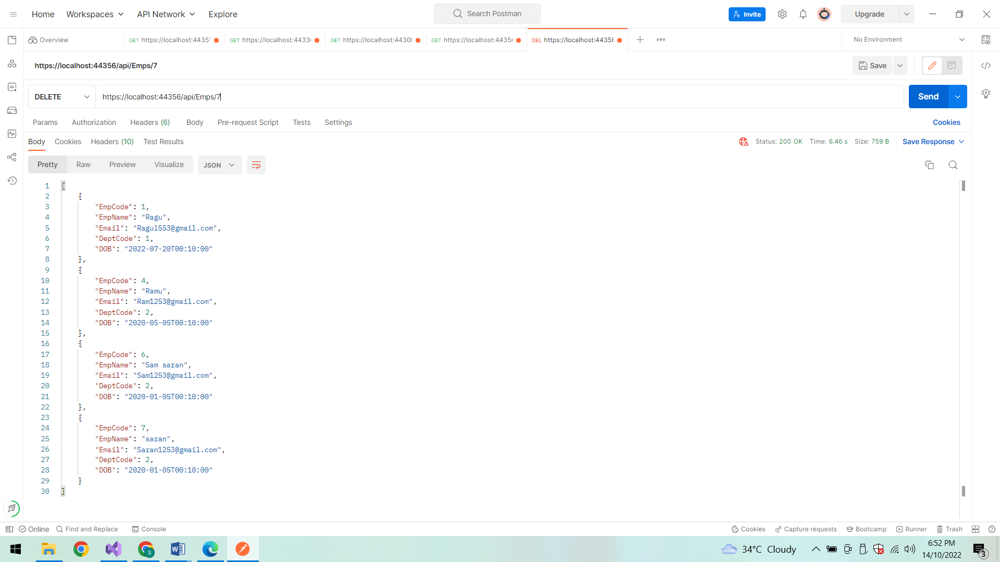 Home Workspaces API Network Explore Search Postman Invite Upgrade
Overview GET https://localhost:4435 GET https://localhost:4433 GET https://localhost:4430 GET https://localhost:4435 DEL https://localhost:44356 No Environment
https://localhost:44356/api/Emps/7 Save
DELETE https://localhost:44356/api/Emps/7 Send
Params Authorization Headers (6) Body Pre-request Script Tests Settings Cookies
Body Cookies Headers (10) Test Results Status: 200 OK Time: 6.46 s Size: 759 B Save Response
Pretty Raw Preview Visualize JSON
1 [
2 {
3 "EmpCode": 1,
4 "EmpName": "Ragu",
5 "Email": "Ragul553@gmail.com",
6 "DeptCode": 1,
7 "DOB": "2022-07-20T00:10:00"
8 },
9 {
10 "EmpCode": 4,
11 "EmpName": "Ramu",
12 "Email": "Ram1253@gmail.com",
13 "DeptCode": 2,
14 "DOB": "2020-05-05T00:10:00"
15 },
16 {
17 "EmpCode": 6,
18 "EmpName": "Sam saran",
19 "Email": "Sam1253@gmail.com",
20 "DeptCode": 2,
21 "DOB": "2020-01-05T00:10:00"
22 },
23 {
24 "EmpCode": 7,
25 "EmpName": "saran",
26 "Email": "Saran1253@gmail.com",
27 "DeptCode": 2,
28 "DOB": "2020-01-05T00:10:00"
29 }
30 ]
Online Find and Replace Console Cookies Capture requests Bootcamp Runner Trash
34°C Cloudy 6:52 PM
14/10/2022 3